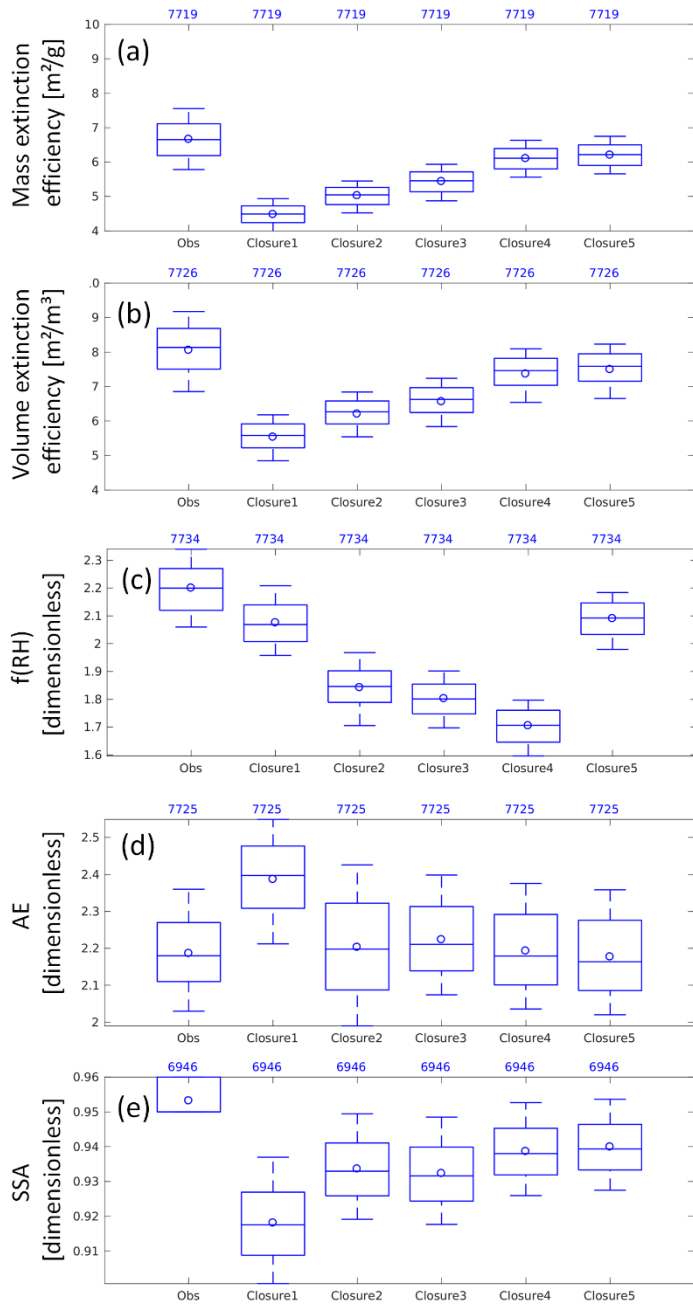 7719 7719 7719 7719 7719 7719
10
9
8
7
6
5
4
(a)
Mass extinction
efficiency [m²/g]
Obs Closure1 Closure2 Closure3 Closure4 Closure5
7726 7726 7726 7726 7726 7726
.0
9
8
7
6
5
4
(b)
Volume extinction
efficiency [m²/m³]
Obs Closure1 Closure2 Closure3 Closure4 Closure5
7734 7734 7734 7734 7734 7734
2.3
2.2
2.1
2
1.9
1.8
1.7
1.6
(c)
f(RH)
[dimensionless]
Obs Closure1 Closure2 Closure3 Closure4 Closure5
7725 7725 7725 7725 7725 7725
2.5
2.4
2.3
2.2
2.1
2
(d)
AE
[dimensionless]
Obs Closure1 Closure2 Closure3 Closure4 Closure5
6946 6946 6946 6946 6946 6946
0.96
0.95
0.94
0.93
0.92
0.91
(e)
SSA
[dimensionless]
Obs Closure1 Closure2 Closure3 Closure4 Closure5